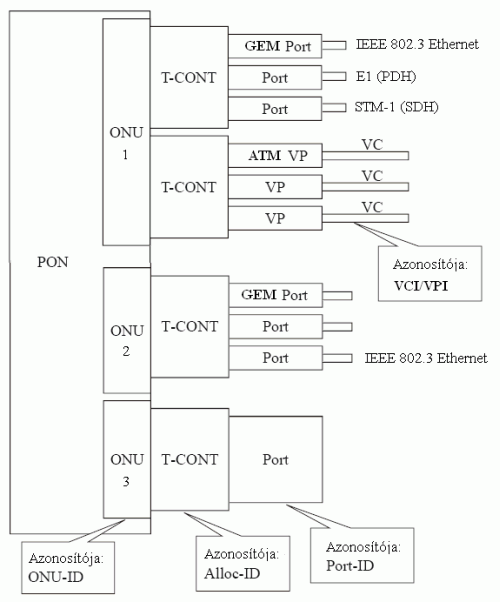 GEM Port
IEEE 802.3 Ethernet
T-CONT
Port
E1 (PDH)
Port
STM-1 (SDH)
ONU
1
ATM VP
VC
T-CONT
VP
VC
VP
VC
PON
Azonosítója:
VCI/VPI
GEM Port
ONU
2
T-CONT
Port
Port
IEEE 802.3 Ethernet
ONU
3
T-CONT
Port
Azonosítója:
ONU-ID
Azonosítója:
Alloc-ID
Azonosítója:
Port-ID